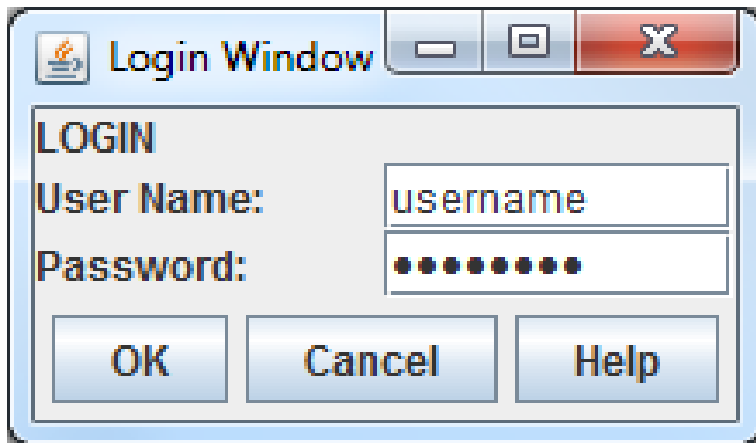 Login Window
LOGIN
User Name: username
Password: ••••••••
OK Cancel Help